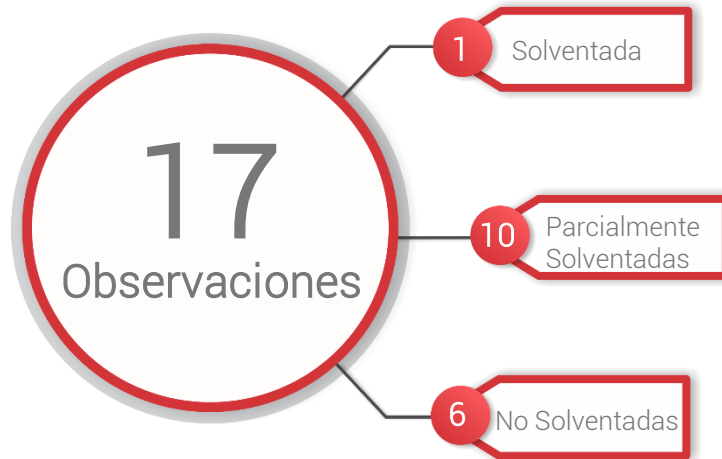 17
Observaciones
1
Solventada
10
Parcialmente
Solventadas
6
No Solventadas